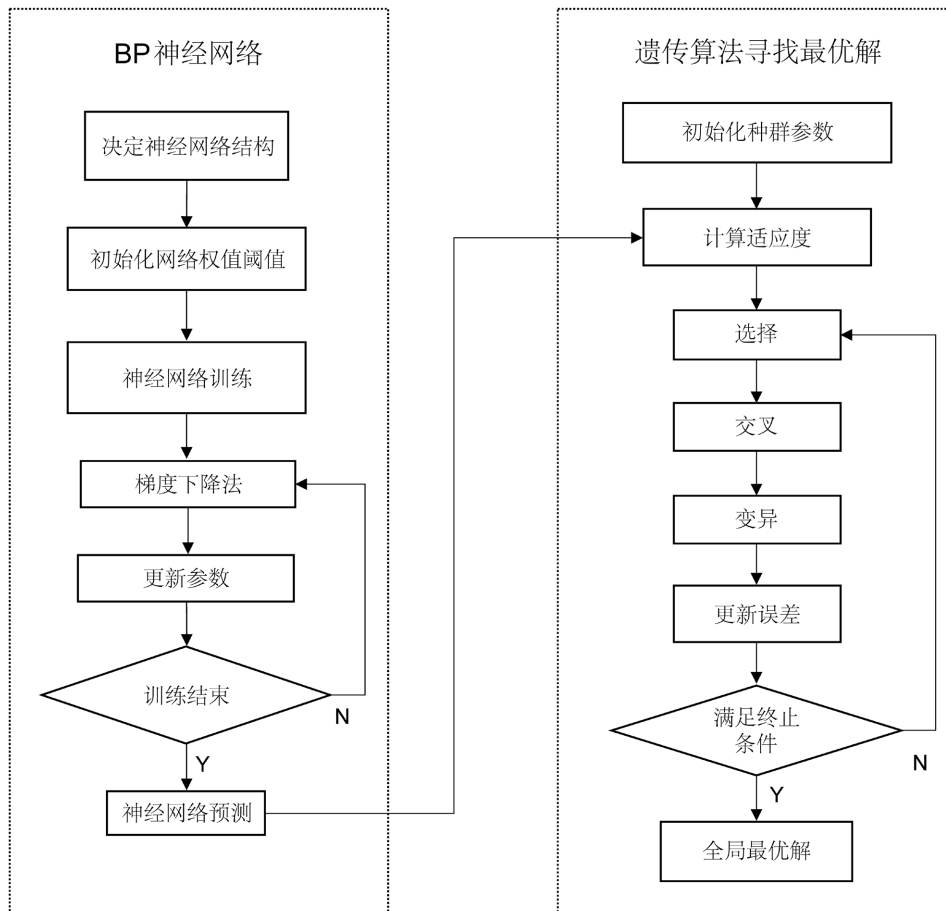 BP神经网络
决定神经网络结构
初始化网络权值阈值
神经网络训练
梯度下降法
更新参数
训练结束
N
Y
神经网络预测
遗传算法寻找最优解
初始化种群参数
计算适应度
选择
交叉
变异
更新误差
满足终止
条件
N
Y
全局最优解